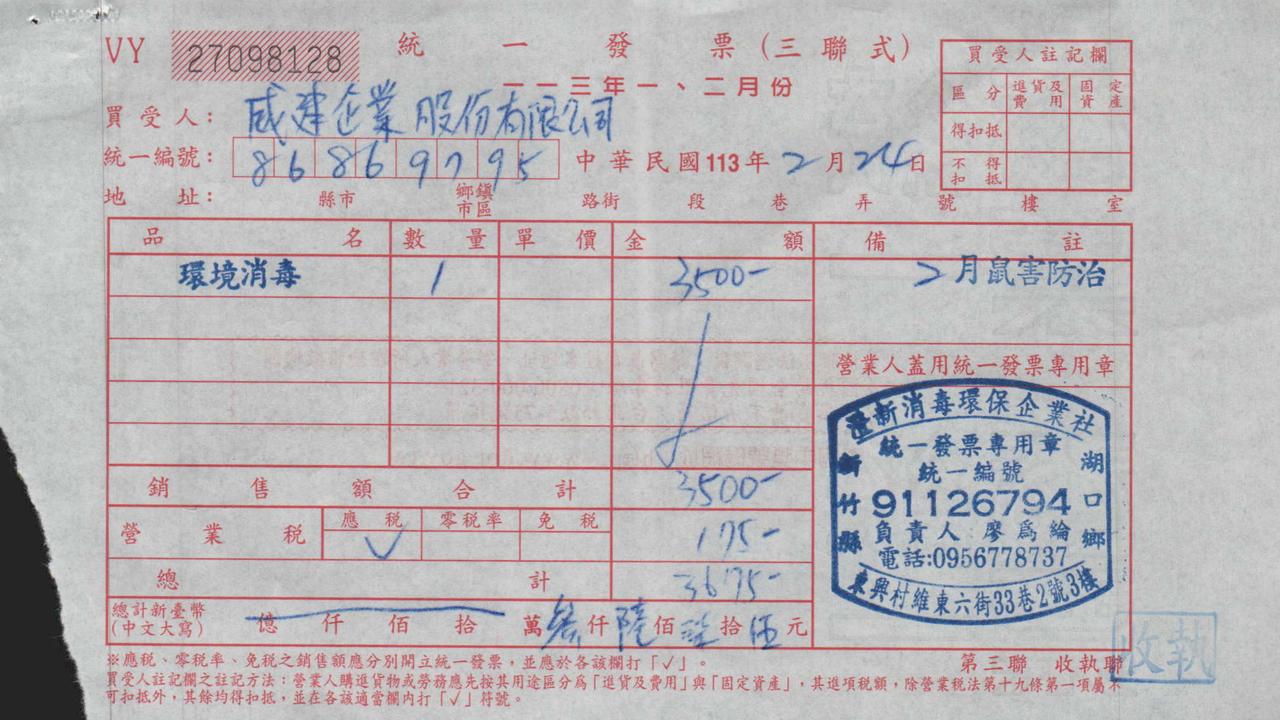 VY 27098128 統一發票(三聯式)
一一三年一、二月份
買受人: 威建企業股份有限公司
統一編號: 86869795 中華民國113年2月24日
地址: 縣市 鄉鎮市區 路街 段 巷 弄 號 樓 室
買受人註記欄
區分 進貨及費用 固定資產
得扣抵
不得扣抵
品名 數量 單價 金額 備註
環境消毒 1 3500- 2月鼠害防治
營業人蓋用統一發票專用章
銷售額合計 3500-
營業稅 應稅 零稅率 免稅 175-
✓
總計 3675-
總計新臺幣(中文大寫) 億仟佰拾萬參仟陸佰柒拾伍元
澄新消毒環保企業社
統一發票專用章
統一編號
91126794
負責人 廖為綸
電話:0956778737
新竹縣湖口鄉
東興村維東六街33巷2號3樓
※應稅、零稅率、免稅之銷售額應分別開立統一發票,並應於各該欄打「✓」。
第三聯 收執聯
收執
買受人註記欄之註記方法:營業人購進貨物或勞務應先按其用途區分為「進貨及費用」與「固定資產」,其進項稅額,除營業稅法第十九條第一項屬不
可扣抵外,其餘均得扣抵,並在各該適當欄內打「✓」符號。